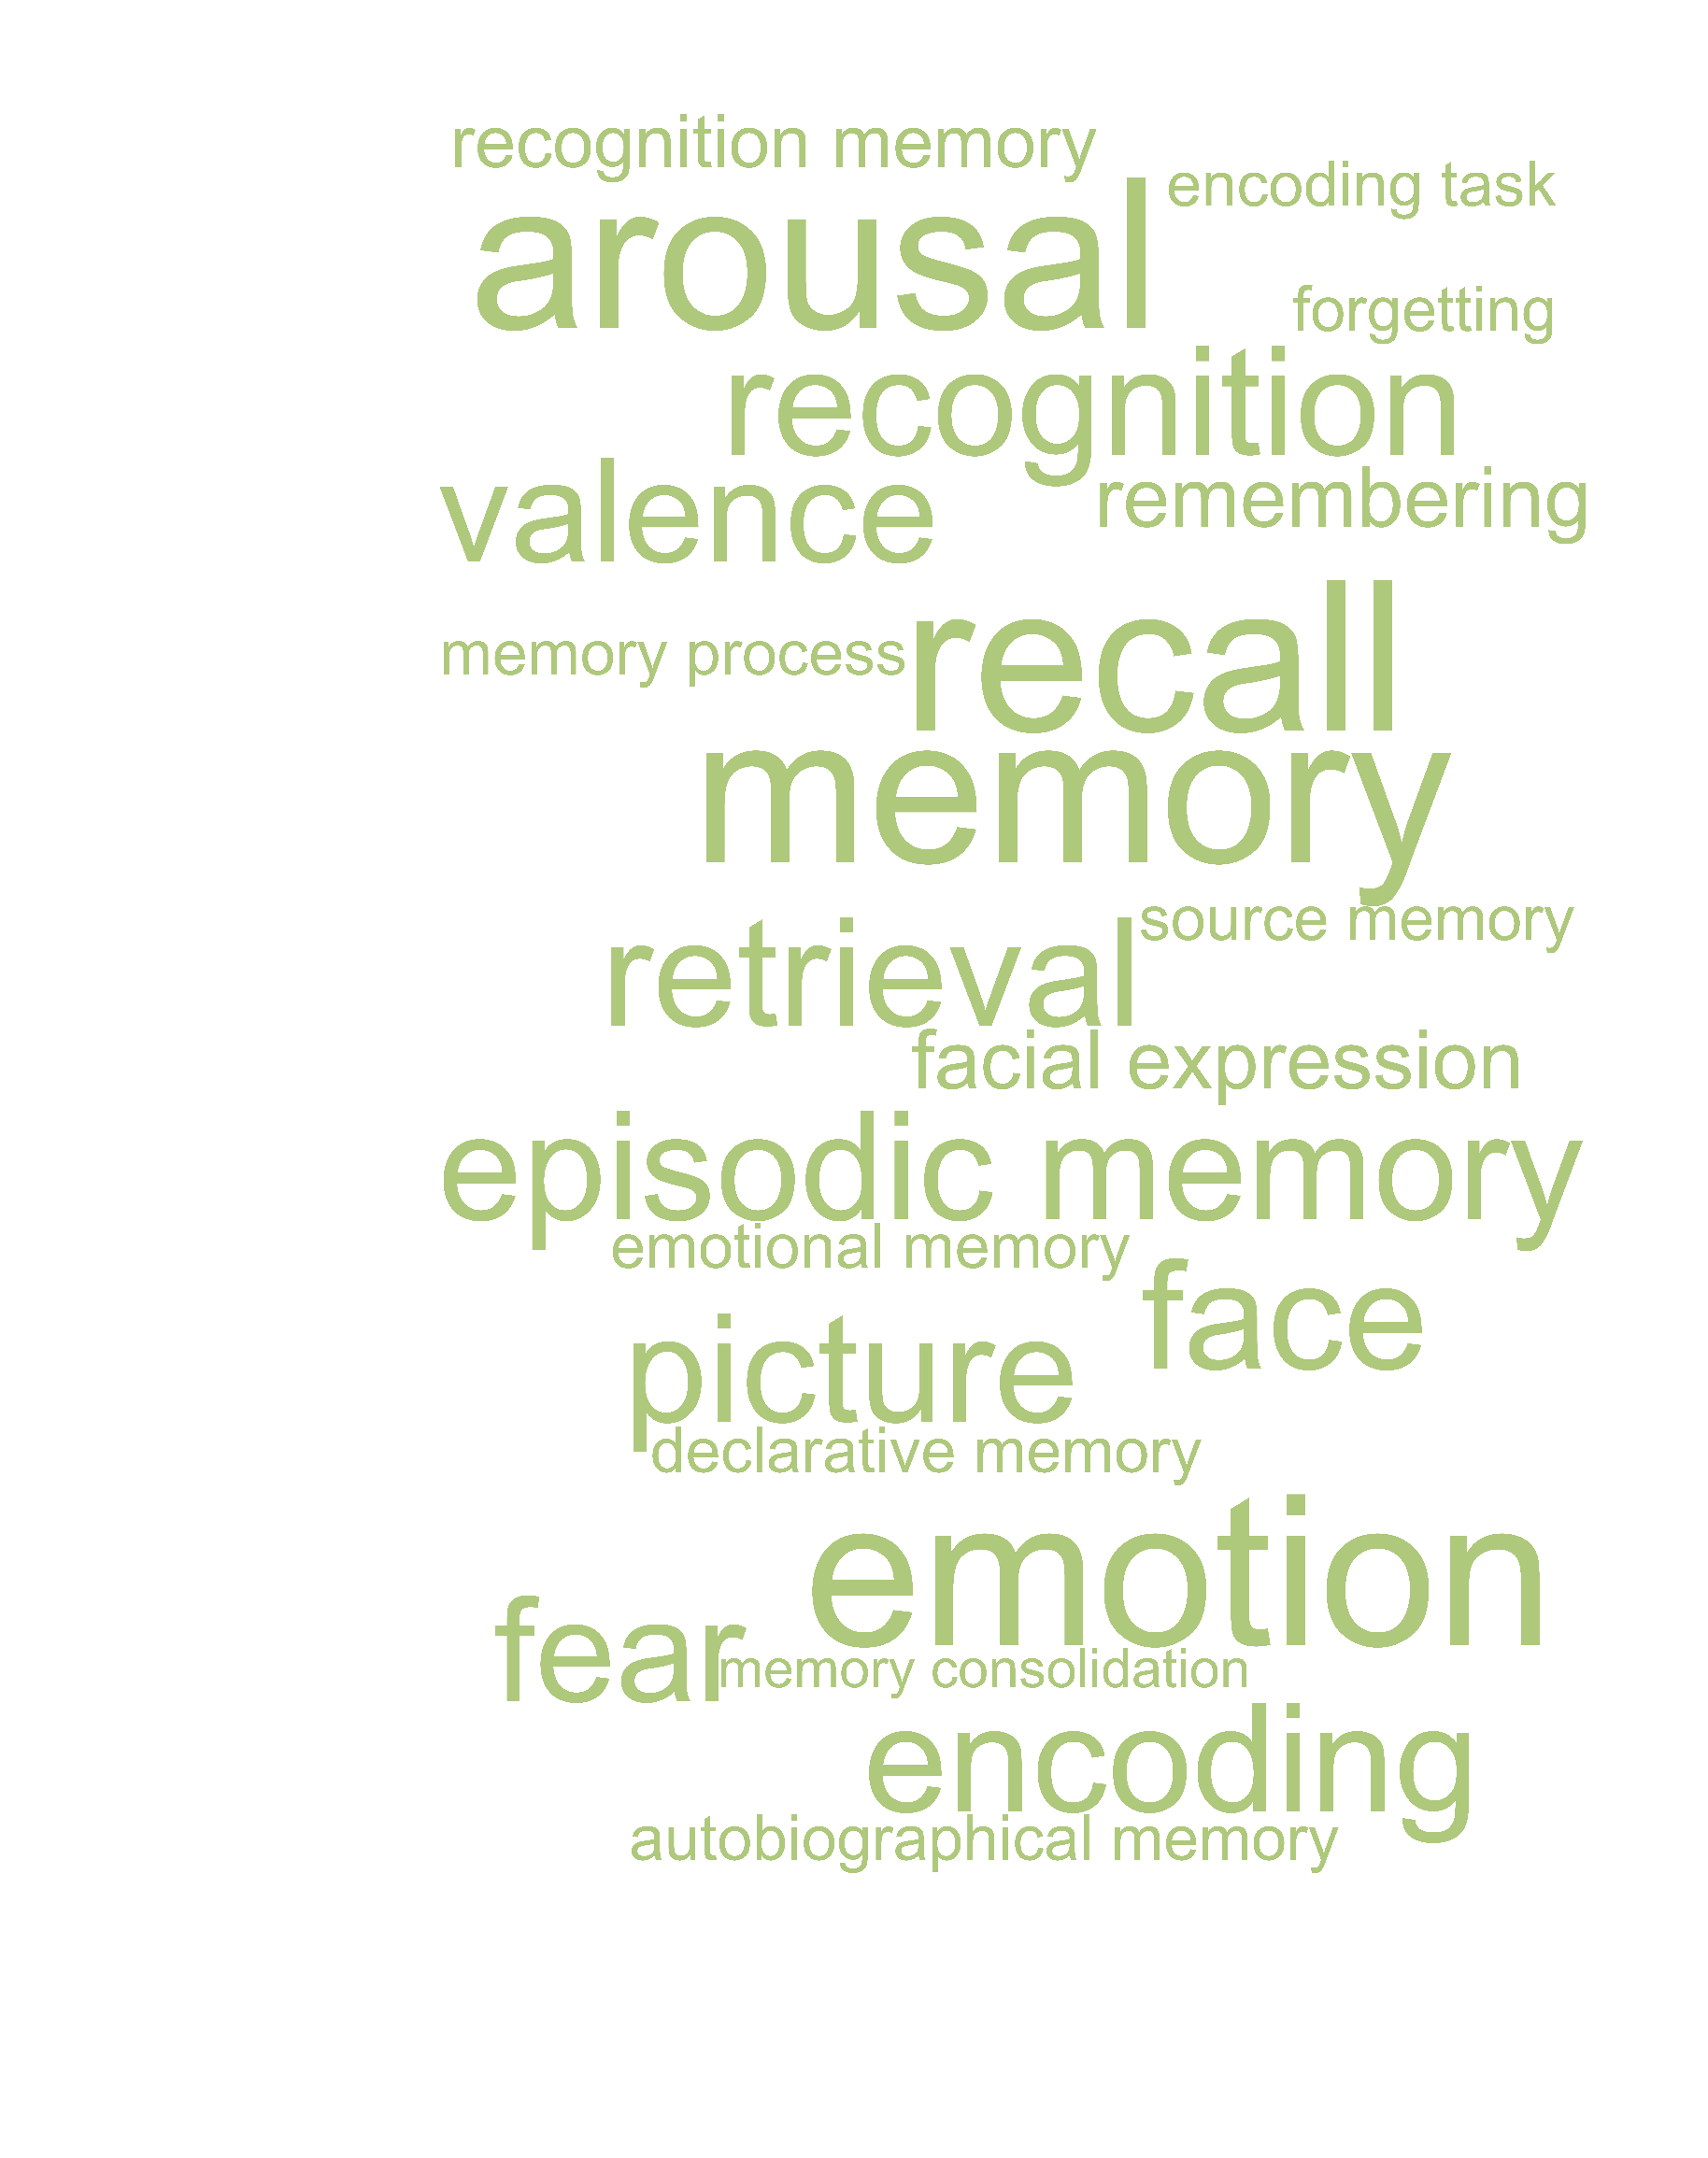 recognition memory
encoding task
arousal
forgetting
recognition
valence
remembering
recall
memory process
memory
source memory
retrieval
facial expression
episodic memory
emotional memory
face
picture
declarative memory
emotion
fear
memory consolidation
encoding
autobiographical memory